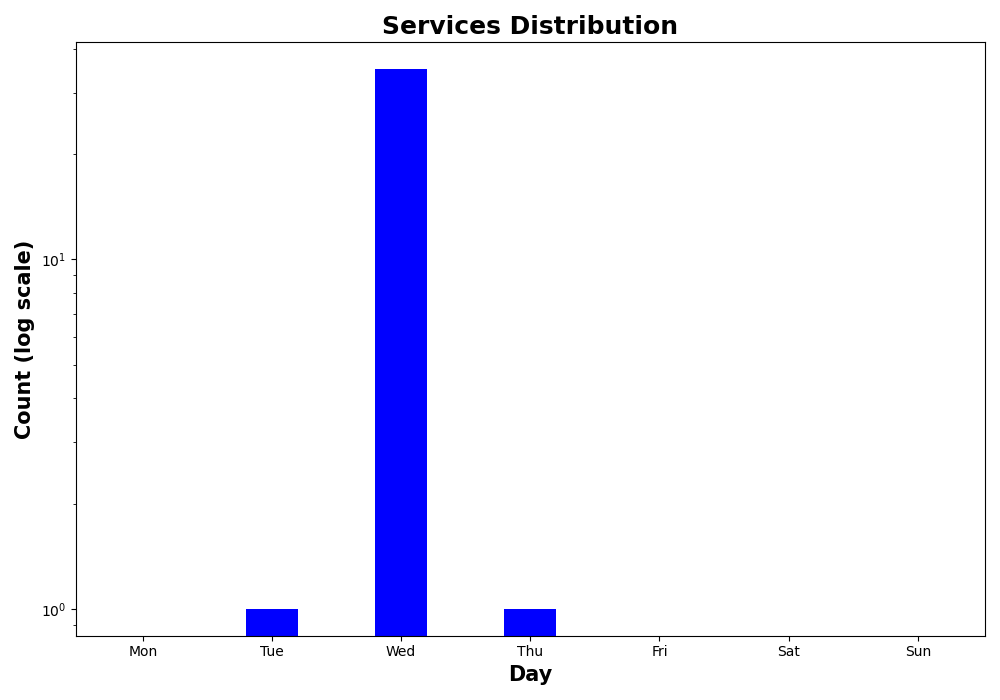 Services Distribution
Count (log scale)
10¹
10⁰
Mon Tue Wed Thu Fri Sat Sun
Day